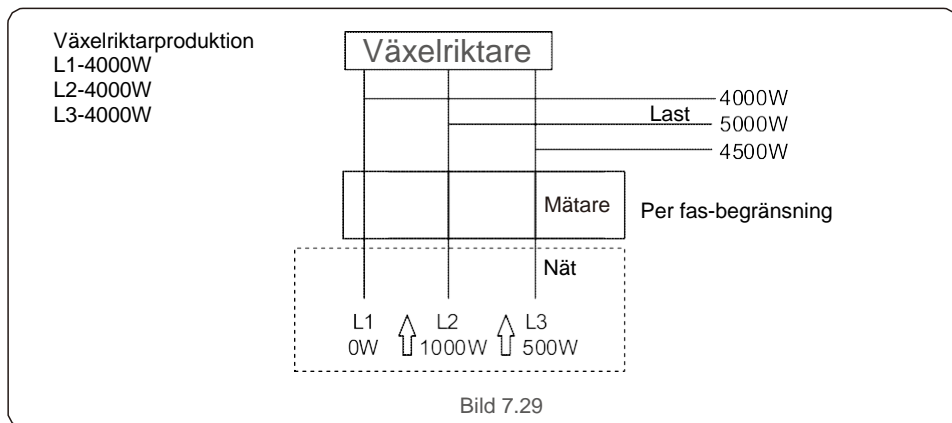 Växelriktarproduktion
L1-4000W
L2-4000W
L3-4000W
Växelriktare
4000W
Last
5000W
4500W
Mätare
Per fas-begränsning
Nät
L1 L2 L3
0W 1000W 500W
Bild 7.29